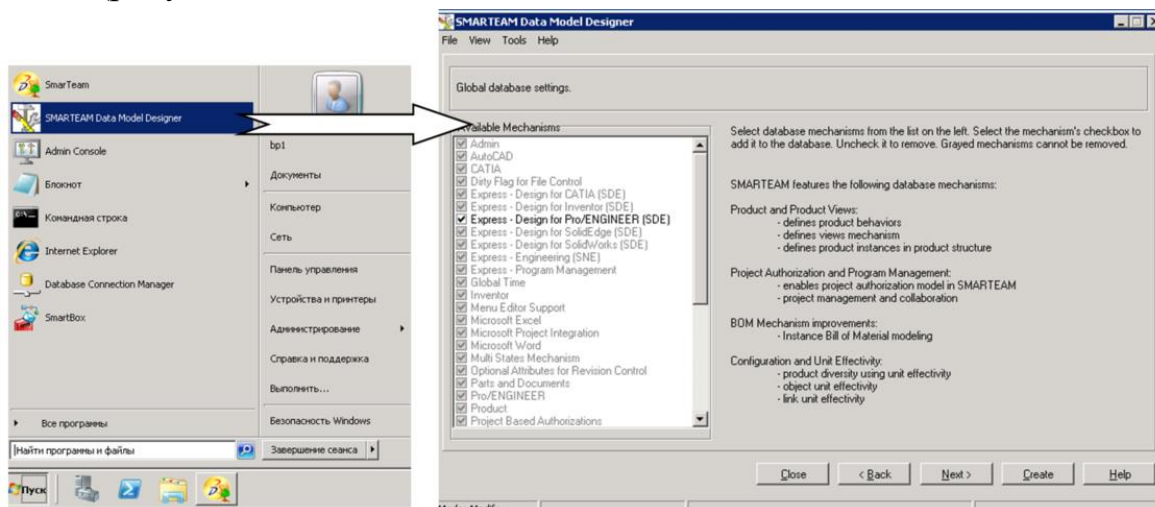 SmarTeam
SMARTEAM Data Model Designer
Admin Console
Блокнот
Командная строка
Internet Explorer
Database Connection Manager
SmartBox
Все программы
Найти программы и файлы
Пуск
bp1
Документы
Компьютер
Сеть
Панель управления
Устройства и принтеры
Администрирование
Справка и поддержка
Выполнить...
Безопасность Windows
Завершение сеанса
SMARTEAM Data Model Designer
File View Tools Help
Global database settings.
Available Mechanisms
Admin
AutoCAD
CATIA
Dirty Flag for File Control
Express - Design for CATIA (SDE)
Express - Design for Inventor (SDE)
Express - Design for Pro/ENGINEER (SDE)
Express - Design for SolidEdge (SDE)
Express - Design for SolidWorks (SDE)
Express - Engineering (SNE)
Express - Program Management
Global Time
Inventor
Menu Editor Support
Microsoft Excel
Microsoft Project Integration
Microsoft Word
Multi States Mechanism
Optional Attributes for Revision Control
Parts and Documents
Pro/ENGINEER
Product
Project Based Authorizations
Select database mechanisms from the list on the left. Select the mechanism's checkbox to
add it to the database. Uncheck it to remove. Grayed mechanisms cannot be removed.
SMARTEAM features the following database mechanisms:
Product and Product Views:
- defines product behaviors
- defines views mechanism
- defines product instances in product structure
Project Authorization and Program Management:
- enables project authorization model in SMARTEAM
- project management and collaboration
BOM Mechanism improvements:
- Instance Bill of Material modeling
Configuration and Unit Effectivity:
- product diversity using unit effectivity
- object unit effectivity
- link unit effectivity
Close < Back Next > Create Help